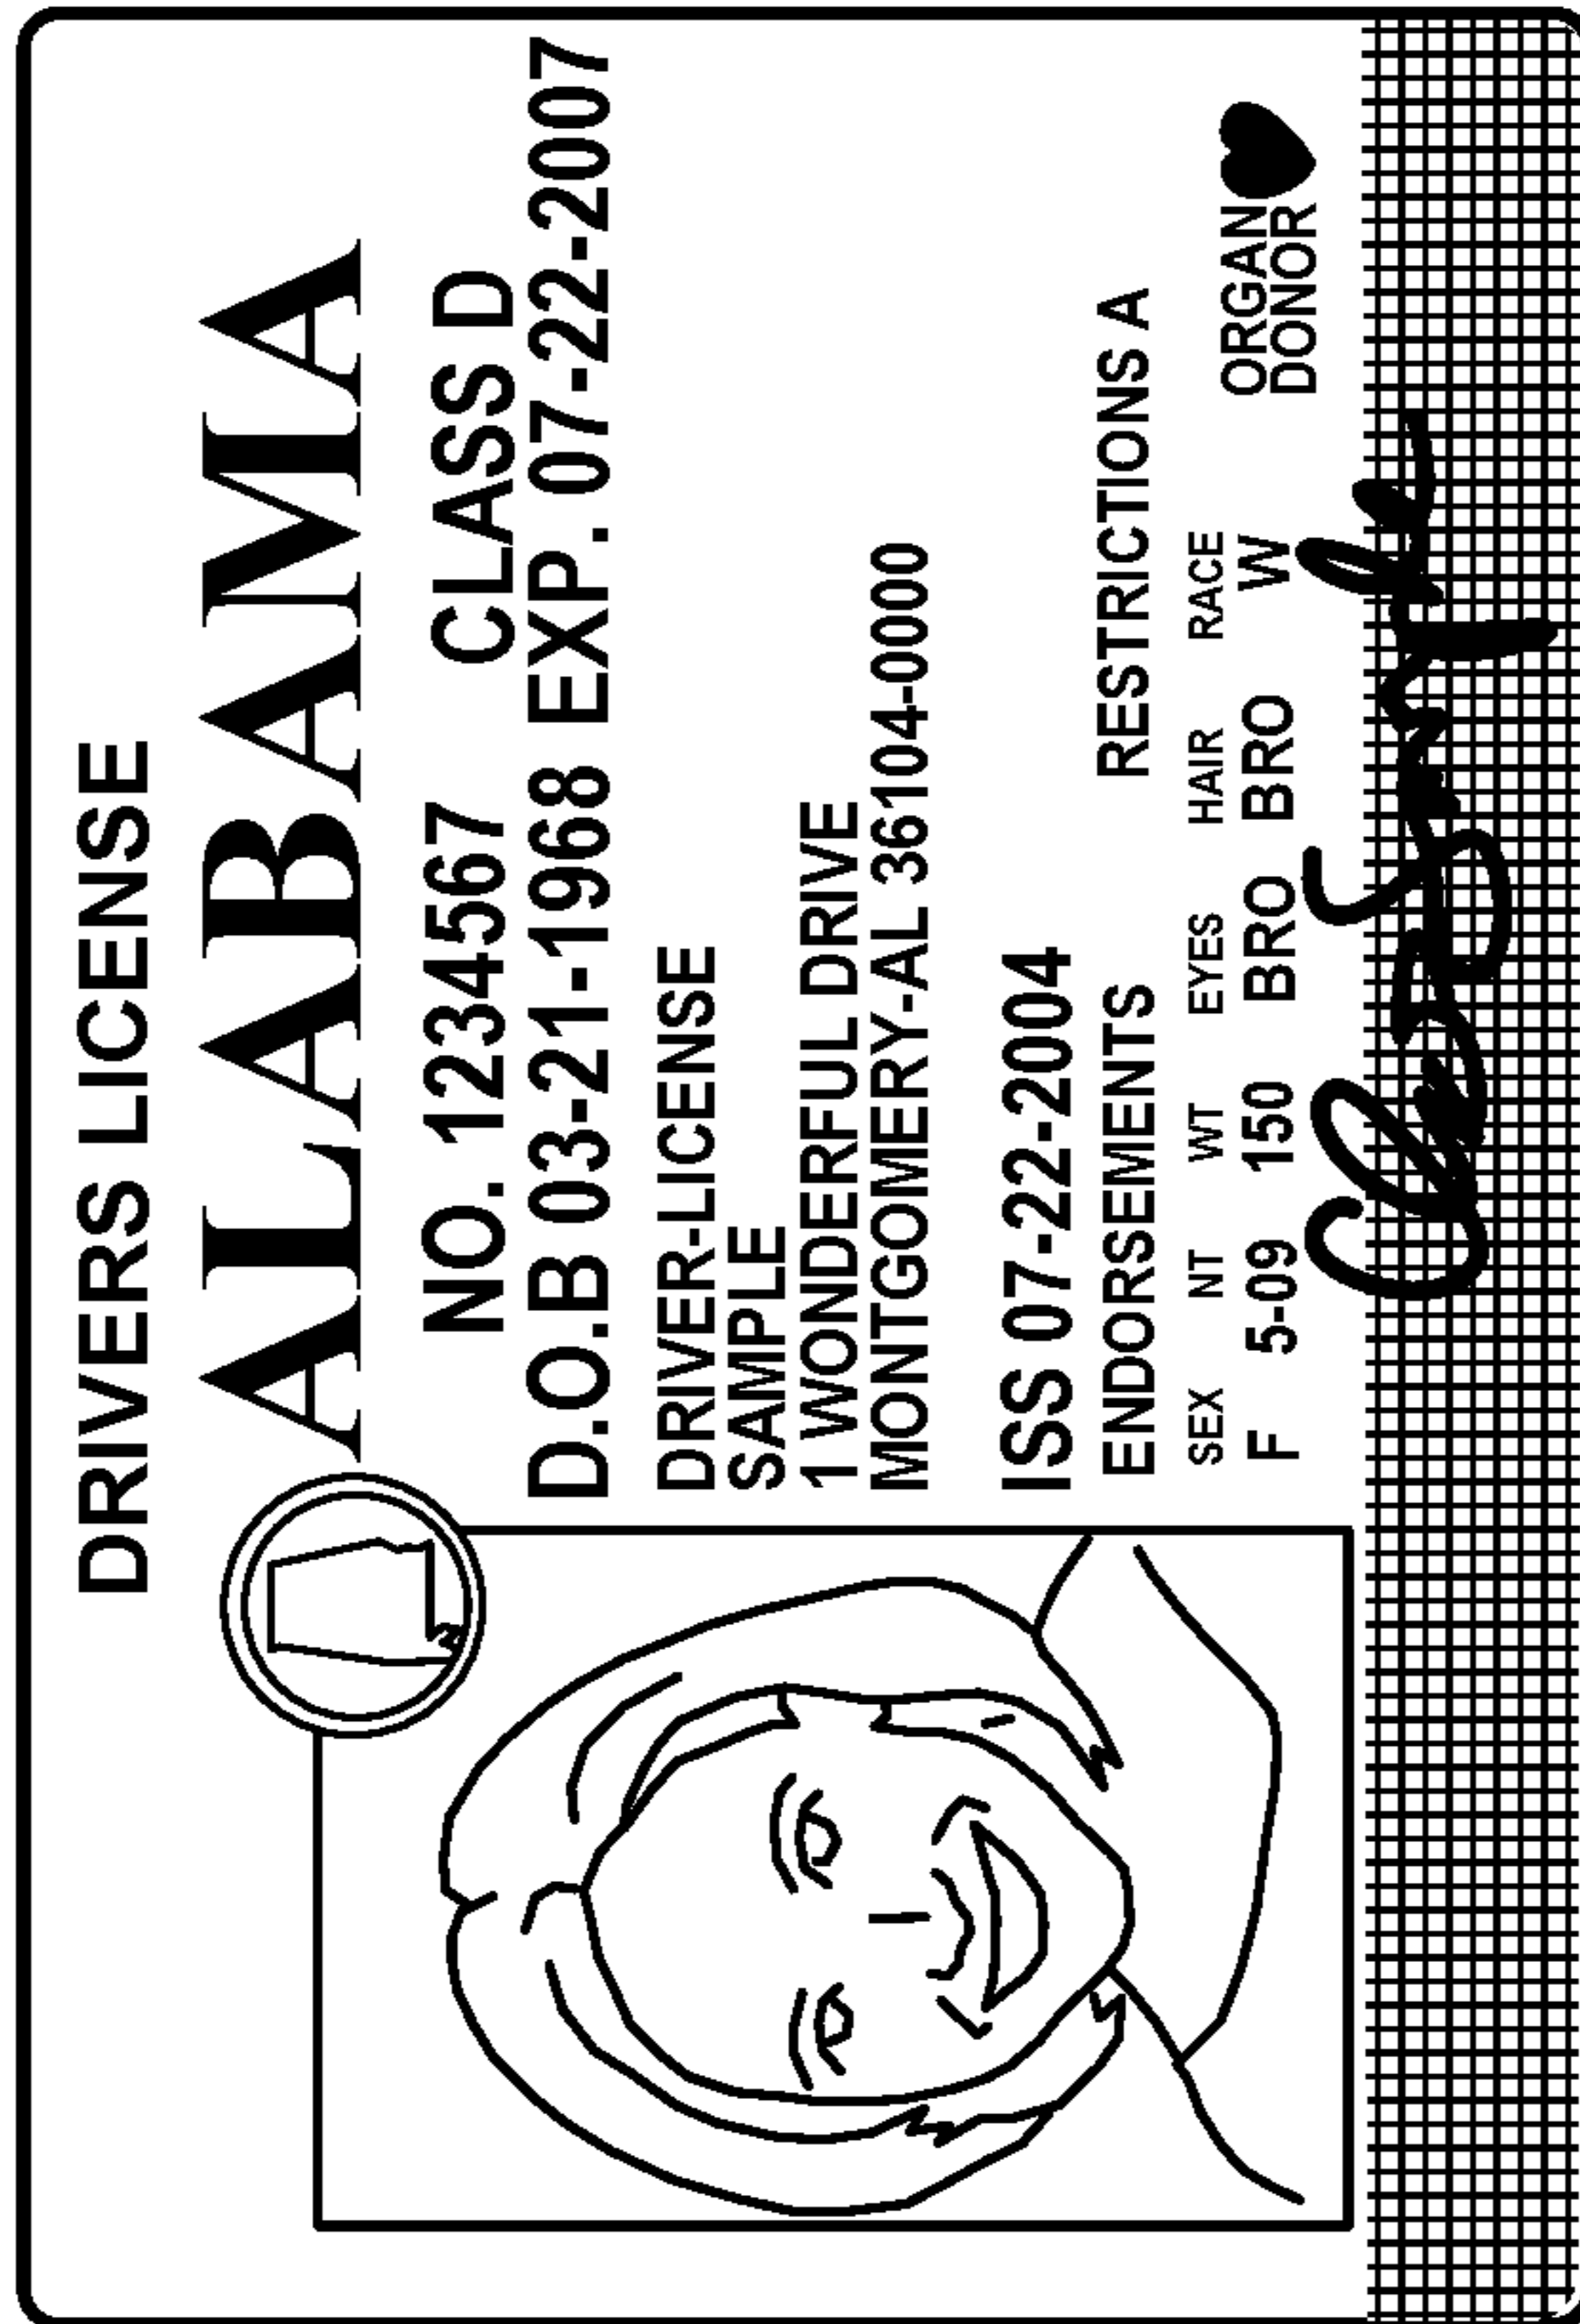 DRIVERS LICENSE
ALABAMA
NO. 1234567 CLASS D
D.O.B 03-21-1968 EXP. 07-22-2007
DRIVER-LICENSE
SAMPLE
1 WONDERFUL DRIVE
MONTGOMERY-AL 36104-0000
ISS 07-22-2004
ENDORSEMENTS RESTRICTIONS A
SEX NT WT EYES HAIR RACE
F 5-09 150 BRO BRO W
ORGAN
DONOR